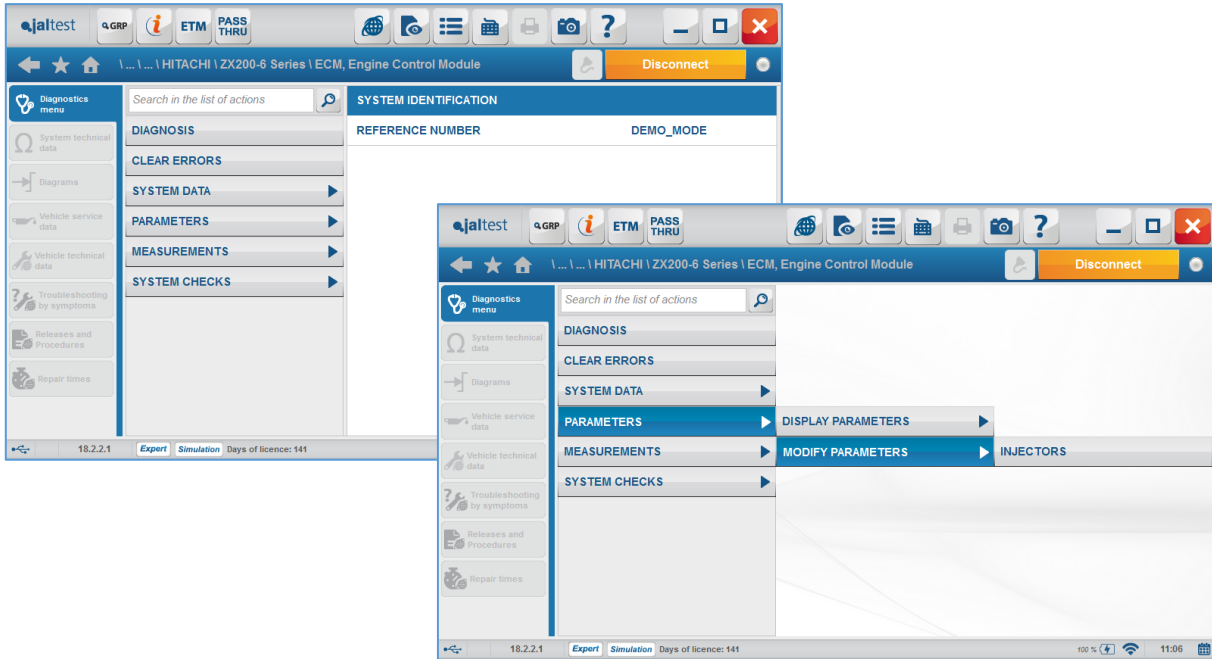 jaltest GRP i ETM PASS THRU ?
\ ... \ ... \ HITACHI \ ZX200-6 Series \ ECM, Engine Control Module Disconnect
Diagnostics menu
System technical data
Diagrams
Vehicle service data
Vehicle technical data
Troubleshooting by symptoms
Releases and Procedures
Repair times
Search in the list of actions
DIAGNOSIS
CLEAR ERRORS
SYSTEM DATA
PARAMETERS
MEASUREMENTS
SYSTEM CHECKS
SYSTEM IDENTIFICATION
REFERENCE NUMBER DEMO_MODE
18.2.2.1 Expert Simulation Days of licence: 141
jaltest GRP i ETM PASS THRU ?
\ ... \ ... \ HITACHI \ ZX200-6 Series \ ECM, Engine Control Module Disconnect
Diagnostics menu
System technical data
Diagrams
Vehicle service data
Vehicle technical data
Troubleshooting by symptoms
Releases and Procedures
Repair times
Search in the list of actions
DIAGNOSIS
CLEAR ERRORS
SYSTEM DATA
PARAMETERS
MEASUREMENTS
SYSTEM CHECKS
DISPLAY PARAMETERS
MODIFY PARAMETERS
INJECTORS
18.2.2.1 Expert Simulation Days of licence: 141 100 % 11:06